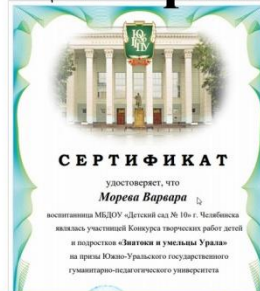 СЕРТИФИКАТ
удостоверяет, что
Морева Варвара
воспитанница МБДОУ «Детский сад № 10» г. Челябинска
являлась участницей Конкурса творческих работ детей
и подростков «Знатоки и умельцы Урала»
на призы Южно-Уральского государственного
гуманитарно-педагогического университета